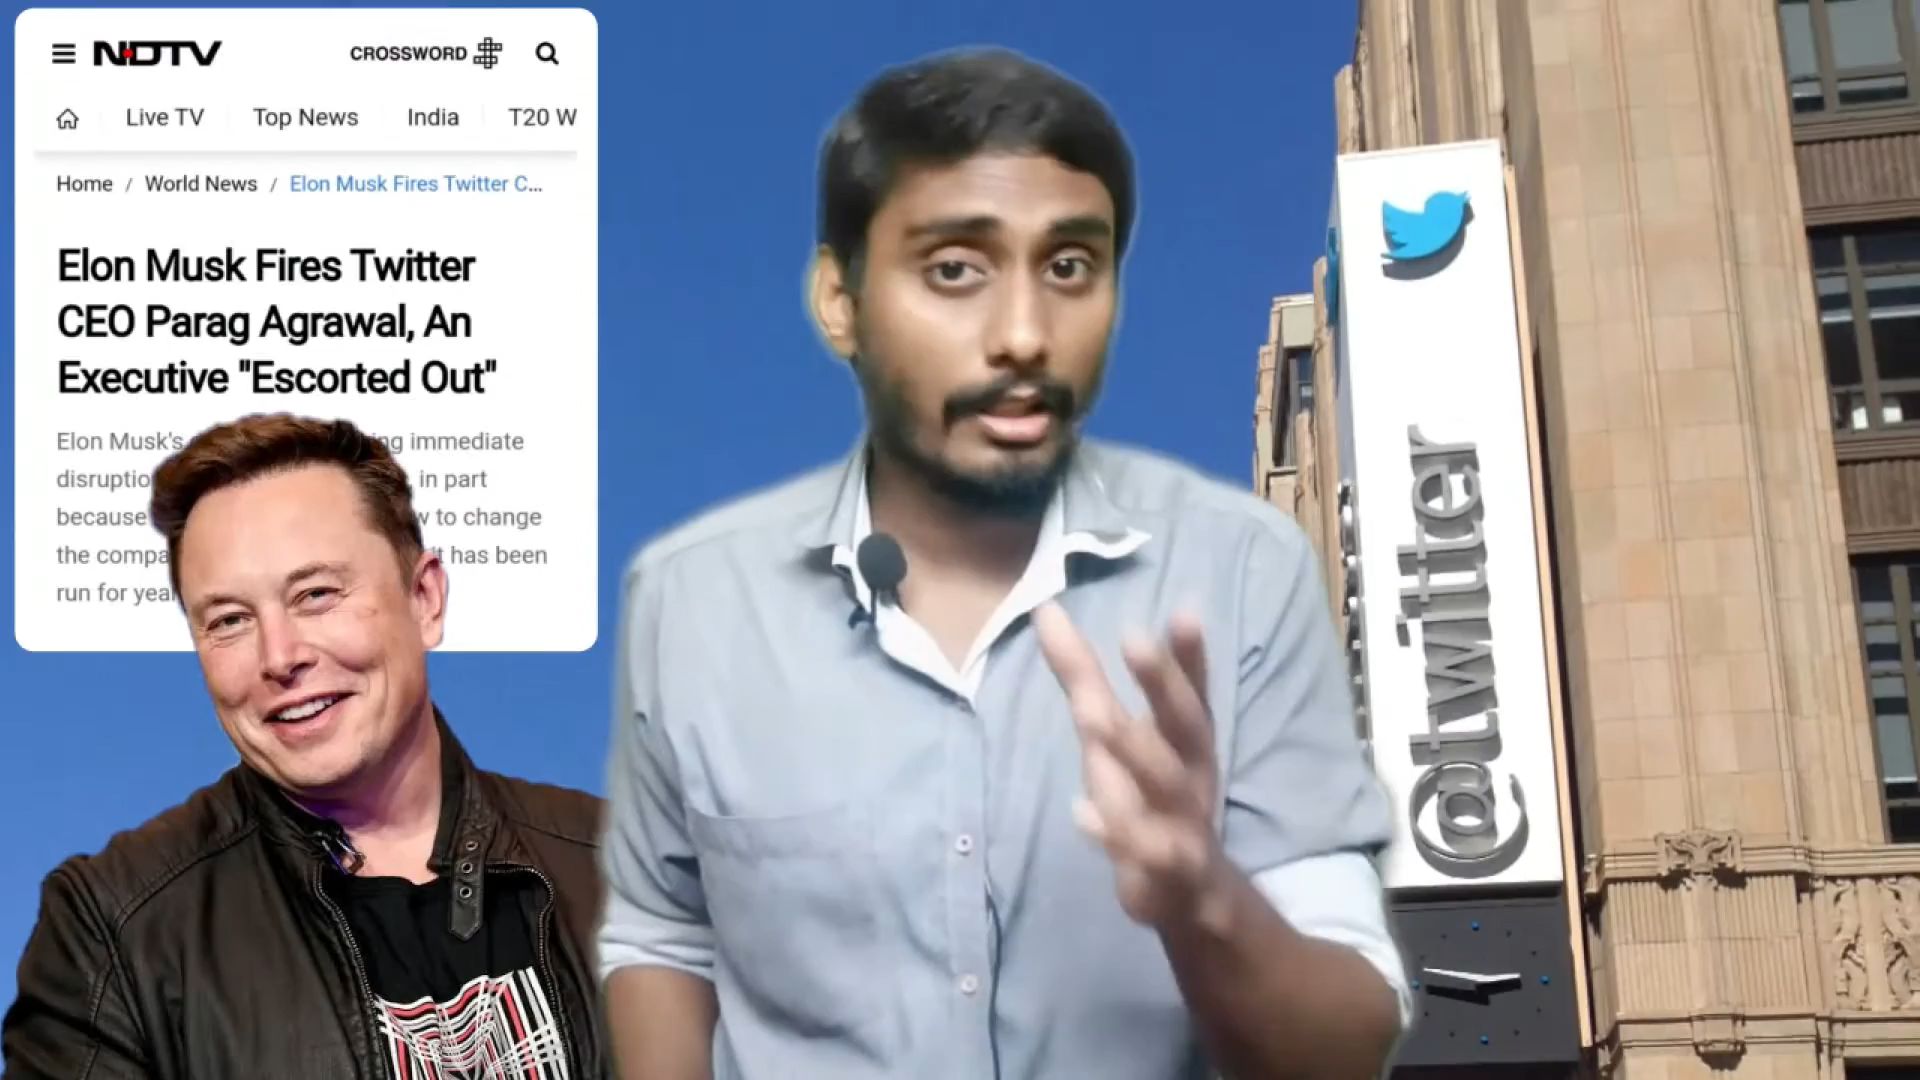 NDTV
CROSSWORD
Live TV
Top News
India
T20 W
Home / World News / Elon Musk Fires Twitter C...
Elon Musk Fires Twitter
CEO Parag Agrawal, An
Executive "Escorted Out"
Elon Musk's ng immediate
disruptio , in part
because w to change
the compa It has been
run for year
@twitter